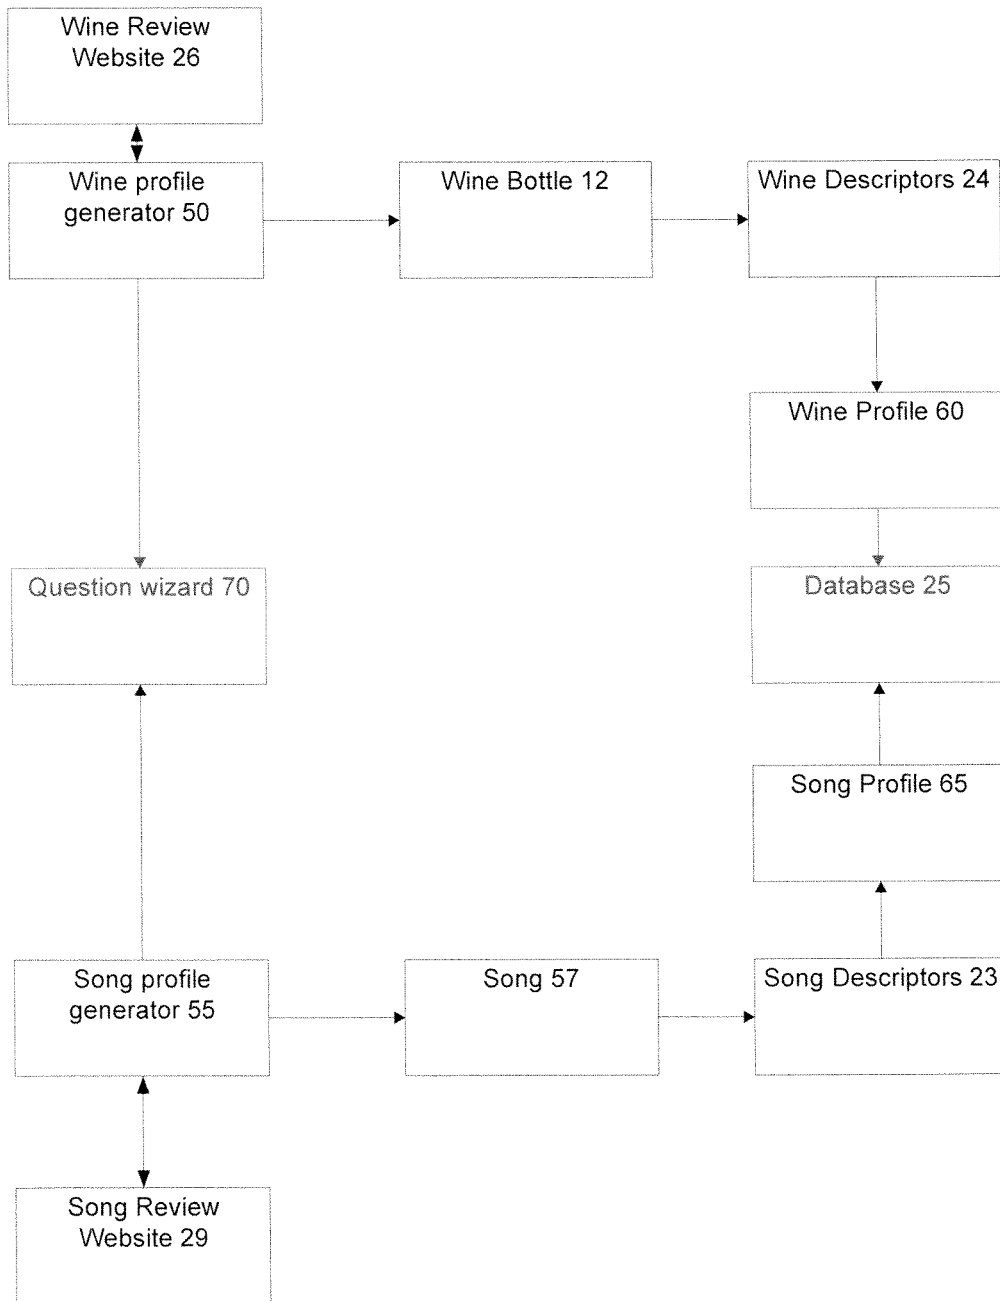 Wine Review
Website 26
Wine profile
generator 50
Wine Bottle 12
Wine Descriptors 24
Wine Profile 60
Question wizard 70
Database 25
Song Profile 65
Song profile
generator 55
Song 57
Song Descriptors 23
Song Review
Website 29